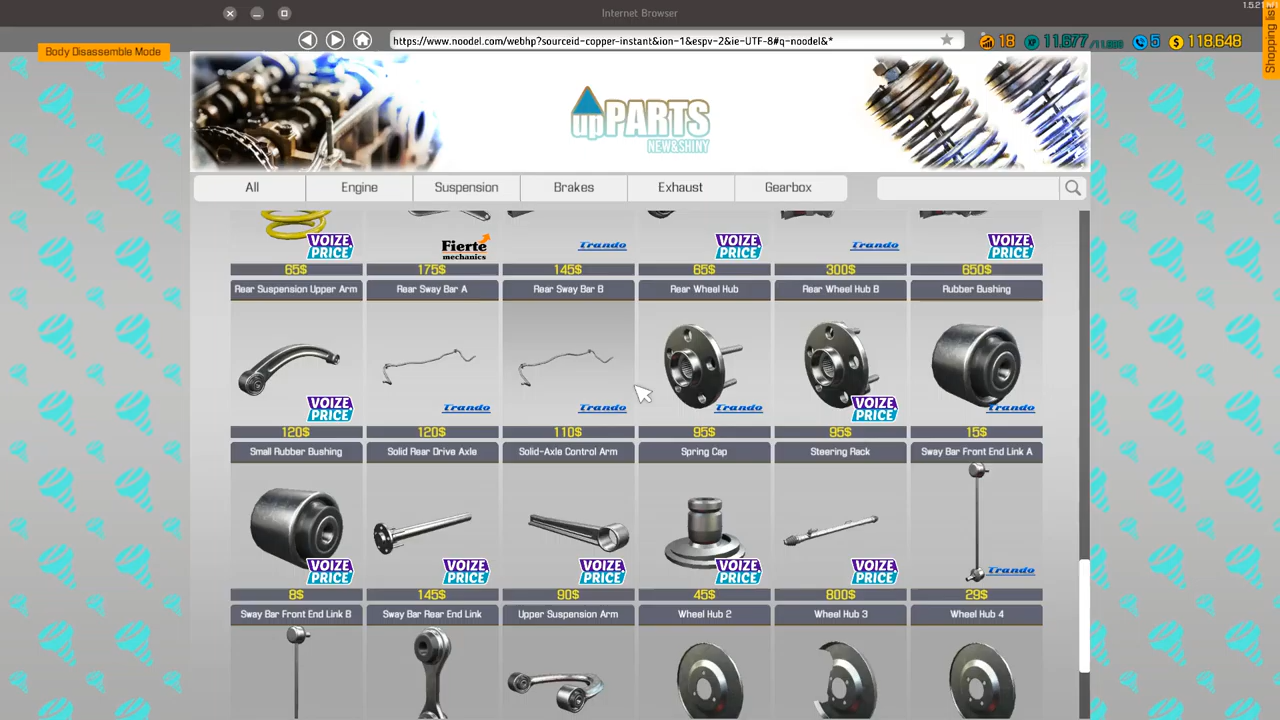 Internet Browser
1.5.21
Shopping list
Body Disassemble Mode
https://www.noodel.com/webhp?sourceid-copper-instant&ion-1&espv-2&ie-UTF-8#q-noodel&*
18
11.677
5
118.648
upPARTS
NEW&SHINY
All
Engine
Suspension
Brakes
Exhaust
Gearbox
VOIZE PRICE
Fierte mechanics
Trando
VOIZE PRICE
Trando
VOIZE PRICE
65$
175$
145$
65$
300$
650$
Rear Suspension Upper Arm
Rear Sway Bar A
Rear Sway Bar B
Rear Wheel Hub
Rear Wheel Hub B
Rubber Bushing
VOIZE PRICE
Trando
Trando
Trando
VOIZE PRICE
Trando
120$
120$
110$
95$
95$
15$
Small Rubber Bushing
Solid Rear Drive Axle
Solid-Axle Control Arm
Spring Cap
Steering Rack
Sway Bar Front End Link A
VOIZE PRICE
VOIZE PRICE
VOIZE PRICE
VOIZE PRICE
VOIZE PRICE
Trando
8$
145$
90$
45$
800$
29$
Sway Bar Front End Link B
Sway Bar Rear End Link
Upper Suspension Arm
Wheel Hub 2
Wheel Hub 3
Wheel Hub 4